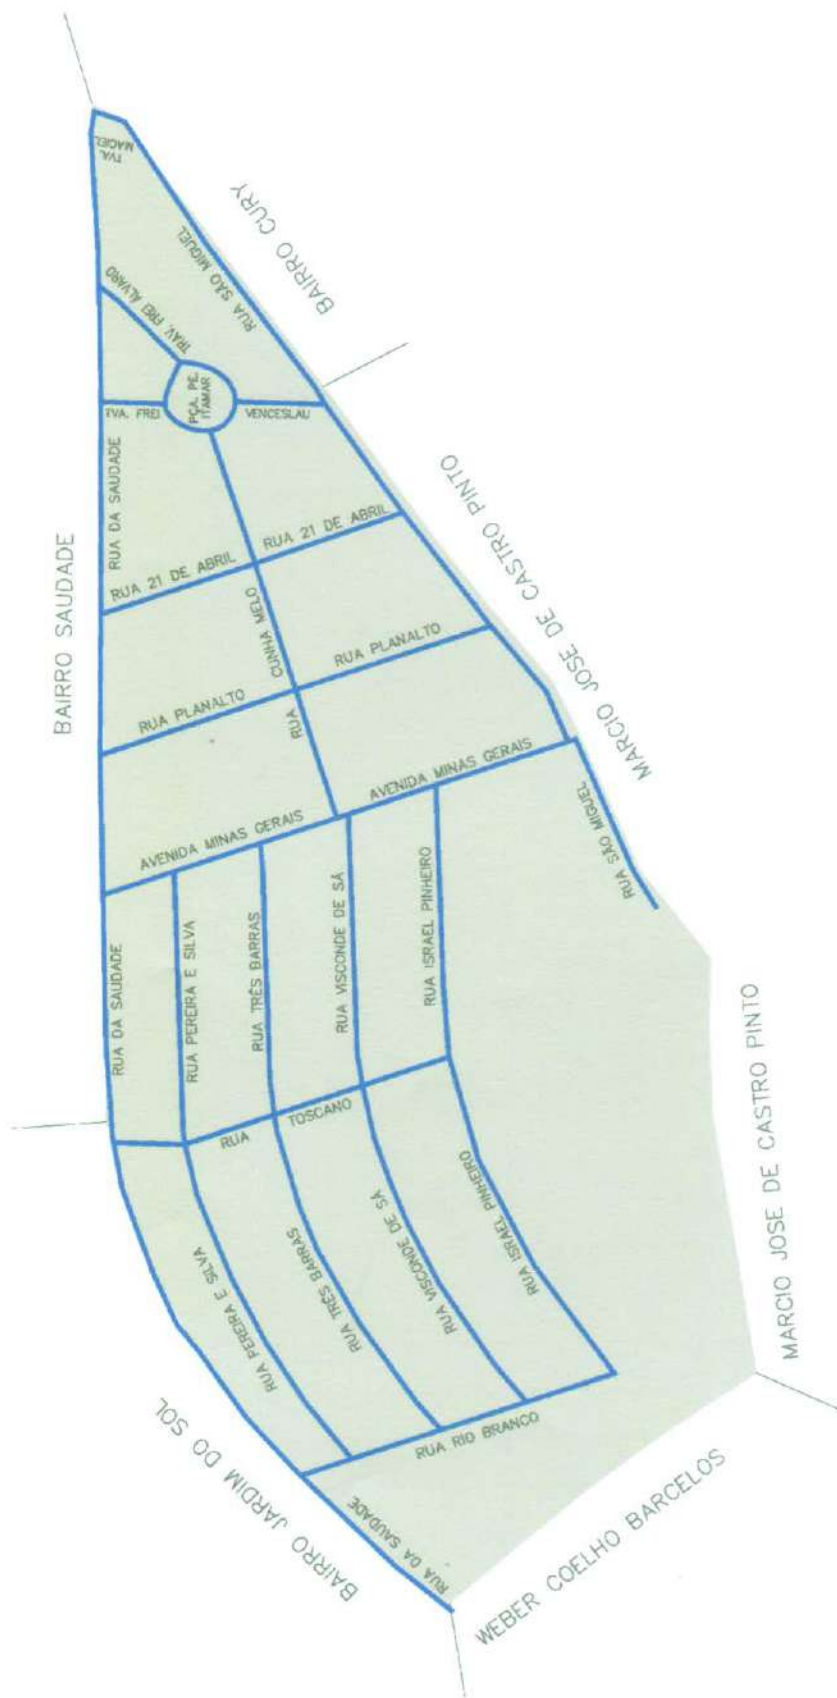 TVA. MACIEL
BAIRRO CURY
RUA SÃO MIGUEL
TRAV. FREI ALVARO
PÇA. PE. ITAMAR
TVA. FREI
VENCESLAU
RUA DA SAUDADE
BAIRRO SAUDADE
RUA 21 DE ABRIL
RUA 21 DE ABRIL
MARCIO JOSE DE CASTRO PINTO
CUNHA MELO
RUA
RUA PLANALTO
RUA PLANALTO
AVENIDA MINAS GERAIS
AVENIDA MINAS GERAIS
RUA SÃO MIGUEL
RUA DA SAUDADE
RUA PEREIRA E SILVA
RUA TRÊS BARRAS
RUA VISCONDE DE SÁ
RUA ISRAEL PINHEIRO
RUA
TOSCANO
MARCIO JOSE DE CASTRO PINTO
RUA PEREIRA E SILVA
RUA TRÊS BARRAS
RUA VISCONDE DE SÁ
RUA ISRAEL PINHEIRO
RUA RIO BRANCO
BAIRRO JARDIM DO SOL
RUA DA SAUDADE
WEBER COELHO BARCELOS